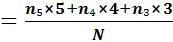 = n₅×5+n₄×4+n₃×3 / N